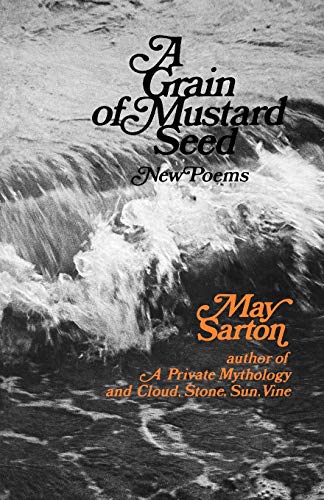 A
Grain
of Mustard
Seed
New Poems
May
Sarton
author of
A Private Mythology
and Cloud, Stone, Sun, Vine